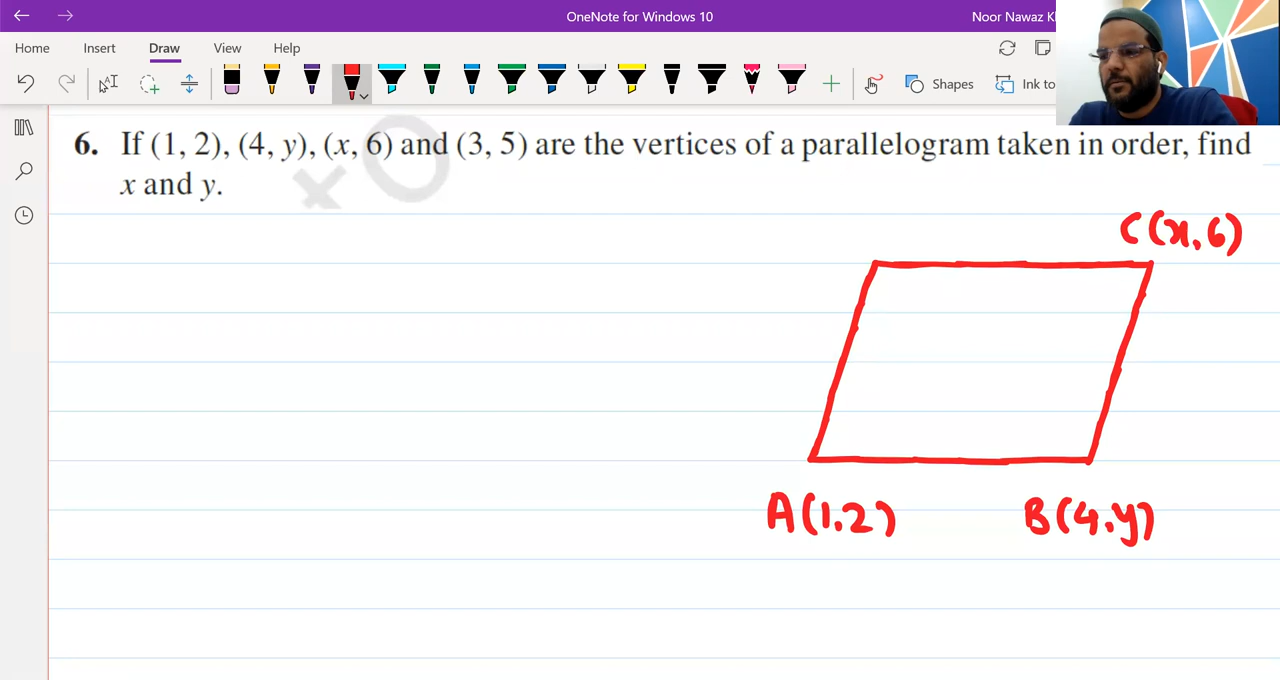 OneNote for Windows 10
Noor Nawaz
Home Insert Draw View Help
Shapes Ink to
6. If (1, 2), (4, y), (x, 6) and (3, 5) are the vertices of a parallelogram taken in order, find
x and y.
C(x,6)
A(1,2) B(4,y)